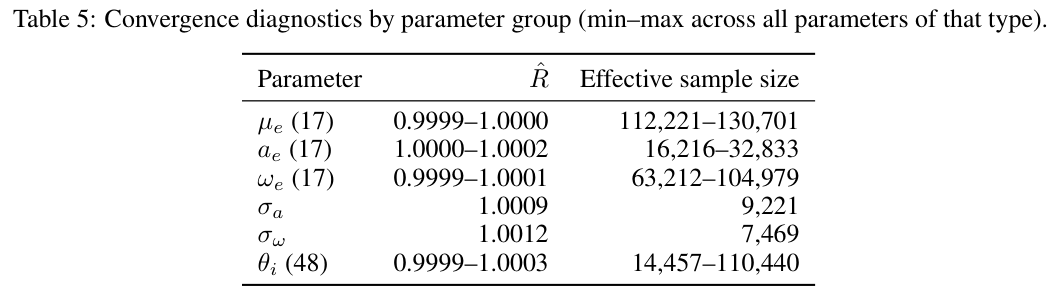 Table 5: Convergence diagnostics by parameter group (min–max across all parameters of that type).
Parameter R̂ Effective sample size
μₑ (17) 0.9999–1.0000 112,221–130,701
aₑ (17) 1.0000–1.0002 16,216–32,833
ωₑ (17) 0.9999–1.0001 63,212–104,979
σₐ 1.0009 9,221
σ_ω 1.0012 7,469
θᵢ (48) 0.9999–1.0003 14,457–110,440